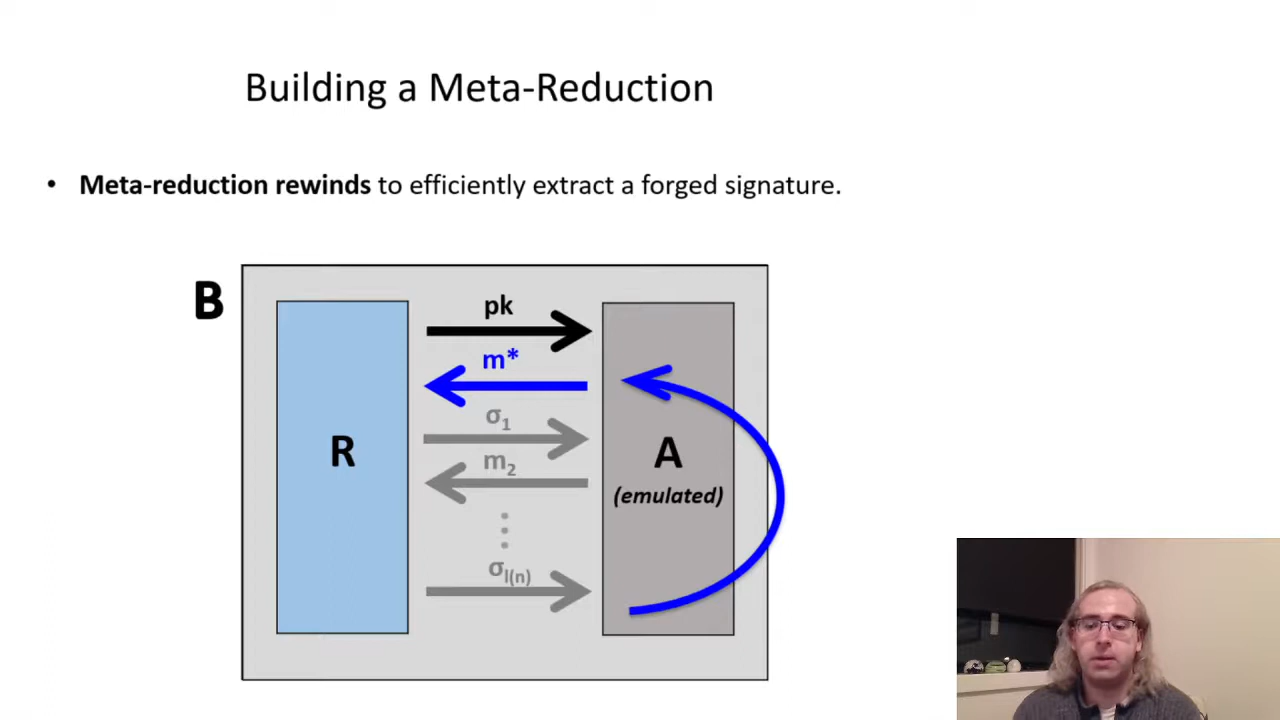 Building a Meta-Reduction
• Meta-reduction rewinds to efficiently extract a forged signature.
B
pk
m*
σ₁
m₂
⋮
σₗ₍ₙ₎
R
A
(emulated)